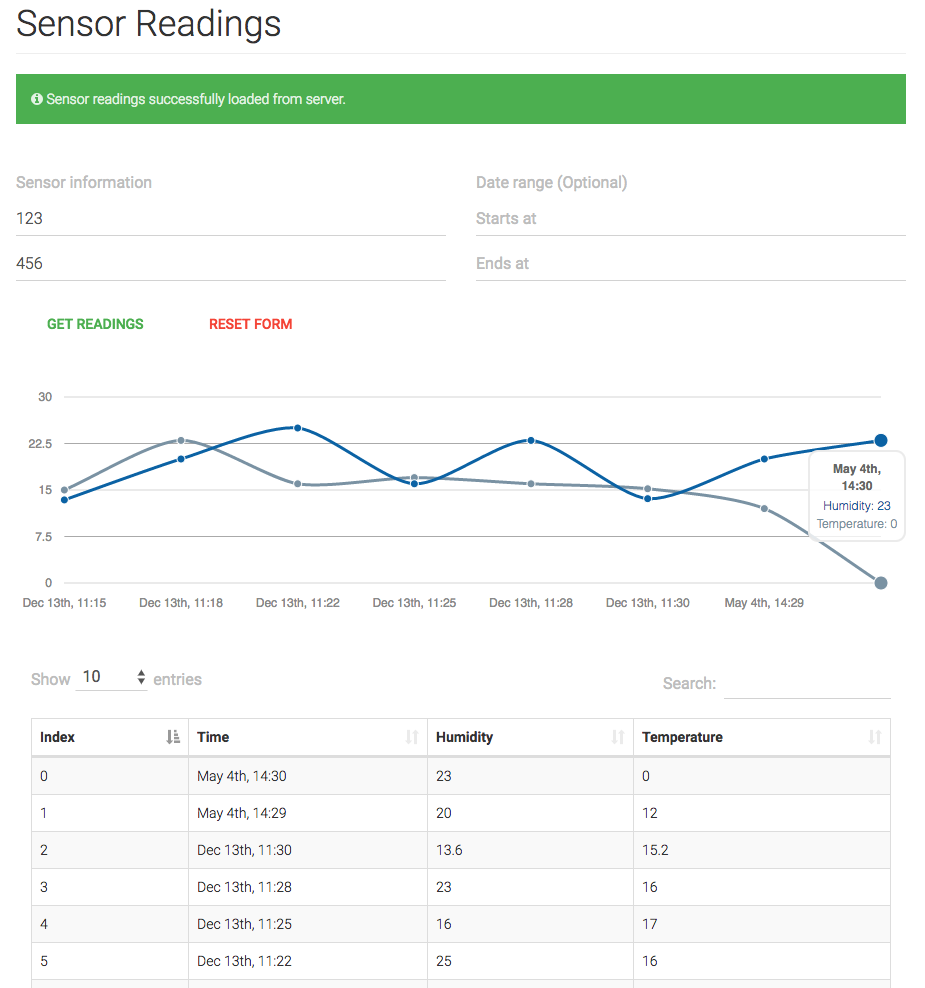 Sensor Readings
Sensor readings successfully loaded from server.
Sensor information
Date range (Optional)
123
Starts at
456
Ends at
GET READINGS
RESET FORM
30
22.5
15
7.5
0
May 4th,
14:30
Humidity: 23
Temperature: 0
Dec 13th, 11:15 Dec 13th, 11:18 Dec 13th, 11:22 Dec 13th, 11:25 Dec 13th, 11:28 Dec 13th, 11:30 May 4th, 14:29
Show 10 entries
Search:
Index Time Humidity Temperature
0 May 4th, 14:30 23 0
1 May 4th, 14:29 20 12
2 Dec 13th, 11:30 13.6 15.2
3 Dec 13th, 11:28 23 16
4 Dec 13th, 11:25 16 17
5 Dec 13th, 11:22 25 16